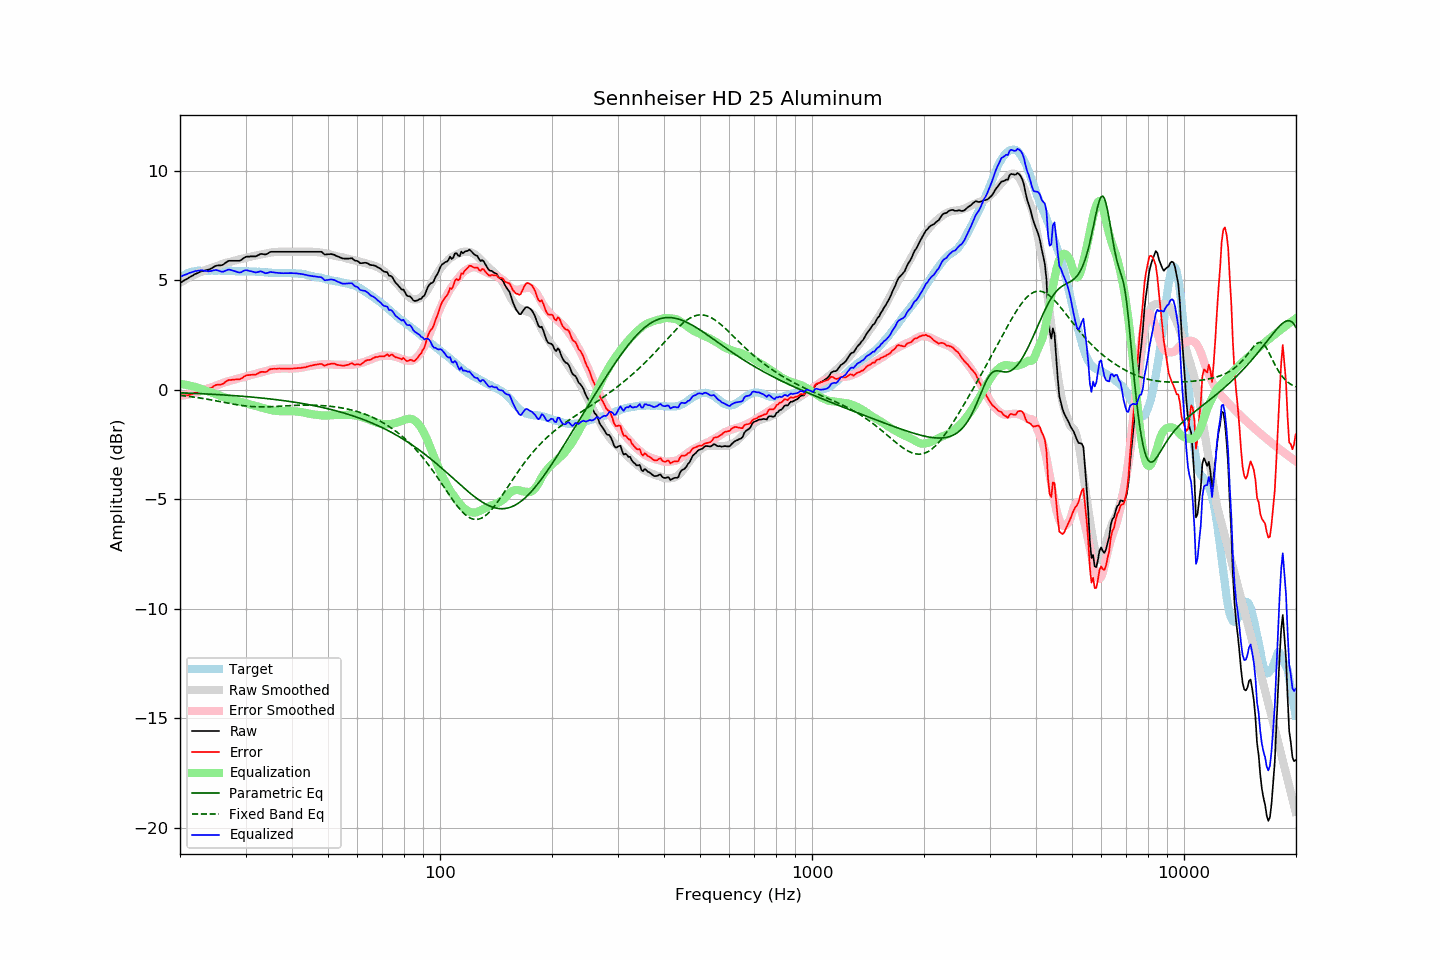 Sennheiser HD 25 Aluminum
10
5
0
−5
−10
−15
−20
Amplitude (dBr)
Target
Raw Smoothed
Error Smoothed
Raw
Error
Equalization
Parametric Eq
Fixed Band Eq
Equalized
100
1000
10000
Frequency (Hz)